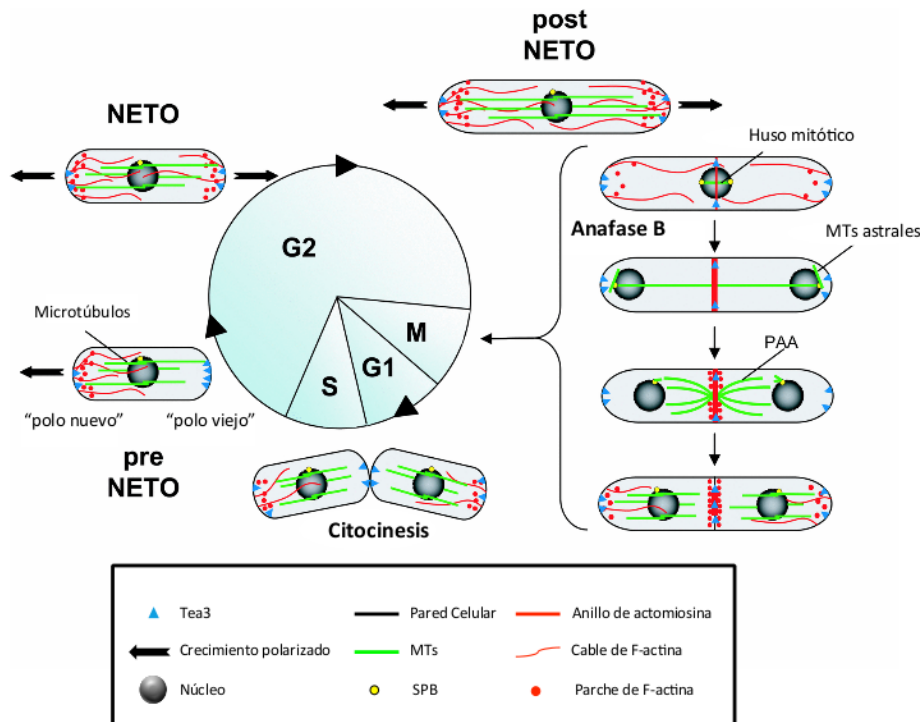 post
NETO
NETO
Huso mitótico
Anafase B
MTs astrales
G2
M
G1
S
Microtúbulos
PAA
“polo nuevo”
“polo viejo”
pre
NETO
Citocinesis
Tea3
Pared Celular
Anillo de actomiosina
Crecimiento polarizado
MTs
Cable de F-actina
Núcleo
SPB
Parche de F-actina